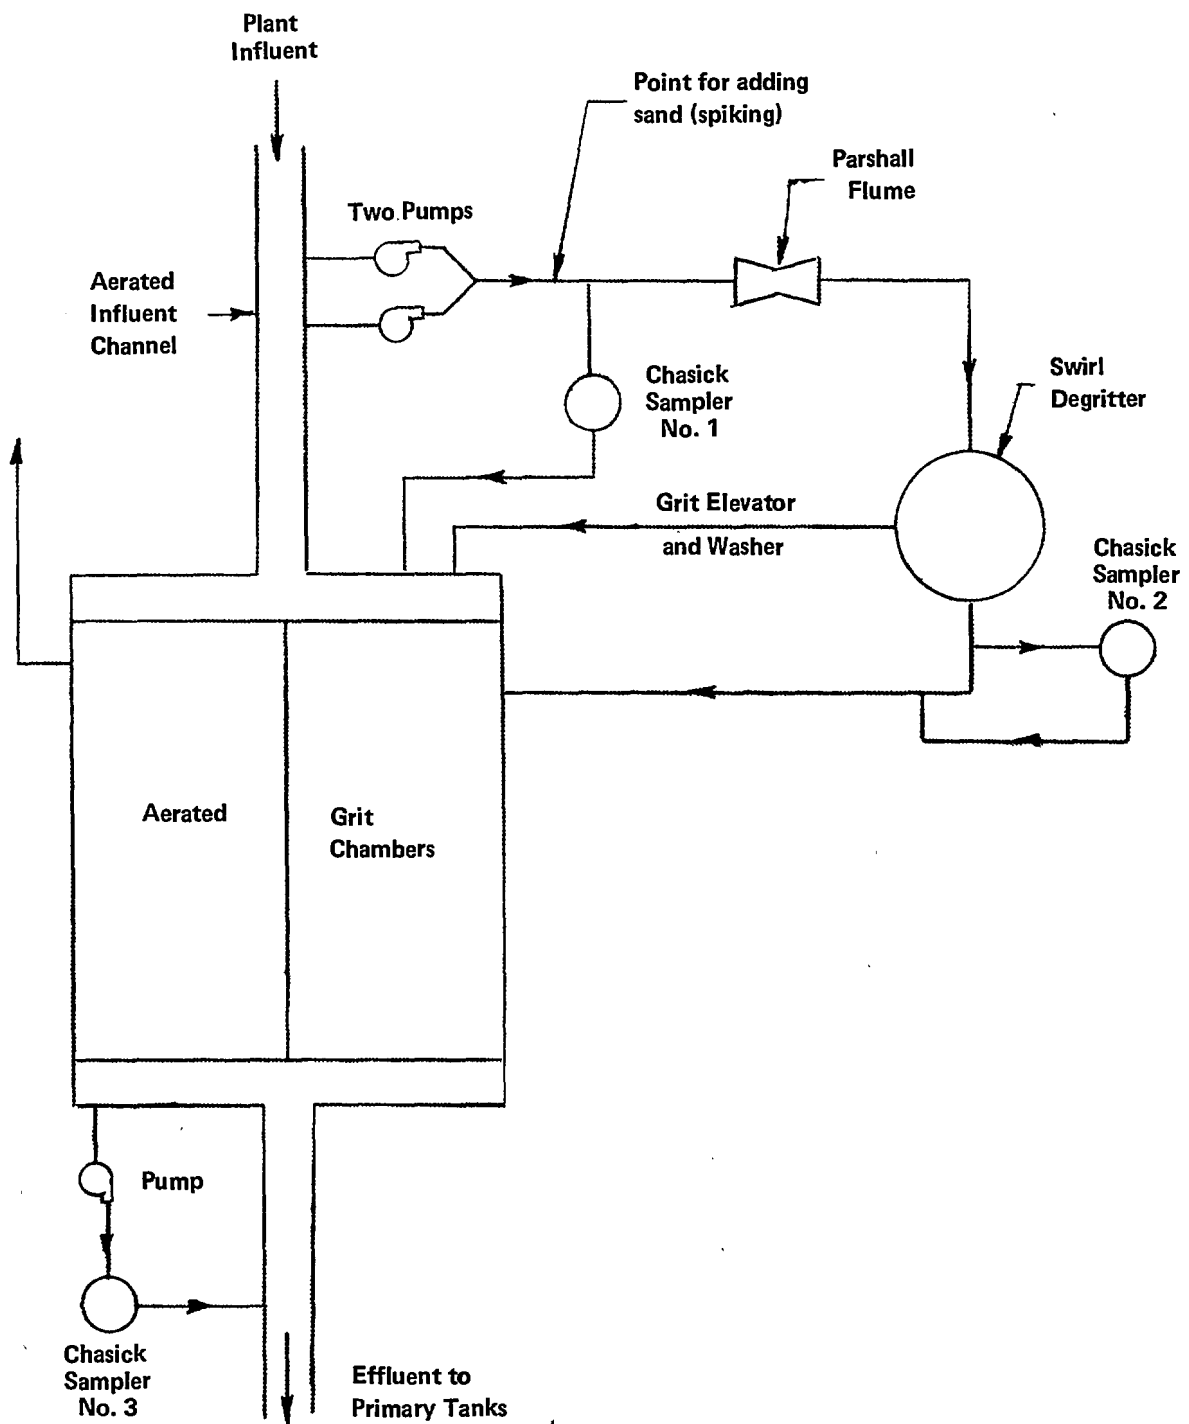 Plant
Influent
Point for adding
sand (spiking)
Parshall
Flume
Two Pumps
Aerated
Influent
Channel
Chasick
Sampler
No. 1
Swirl
Degritter
Grit Elevator
and Washer
Chasick
Sampler
No. 2
Aerated
Grit
Chambers
Pump
Chasick
Sampler
No. 3
Effluent to
Primary Tanks